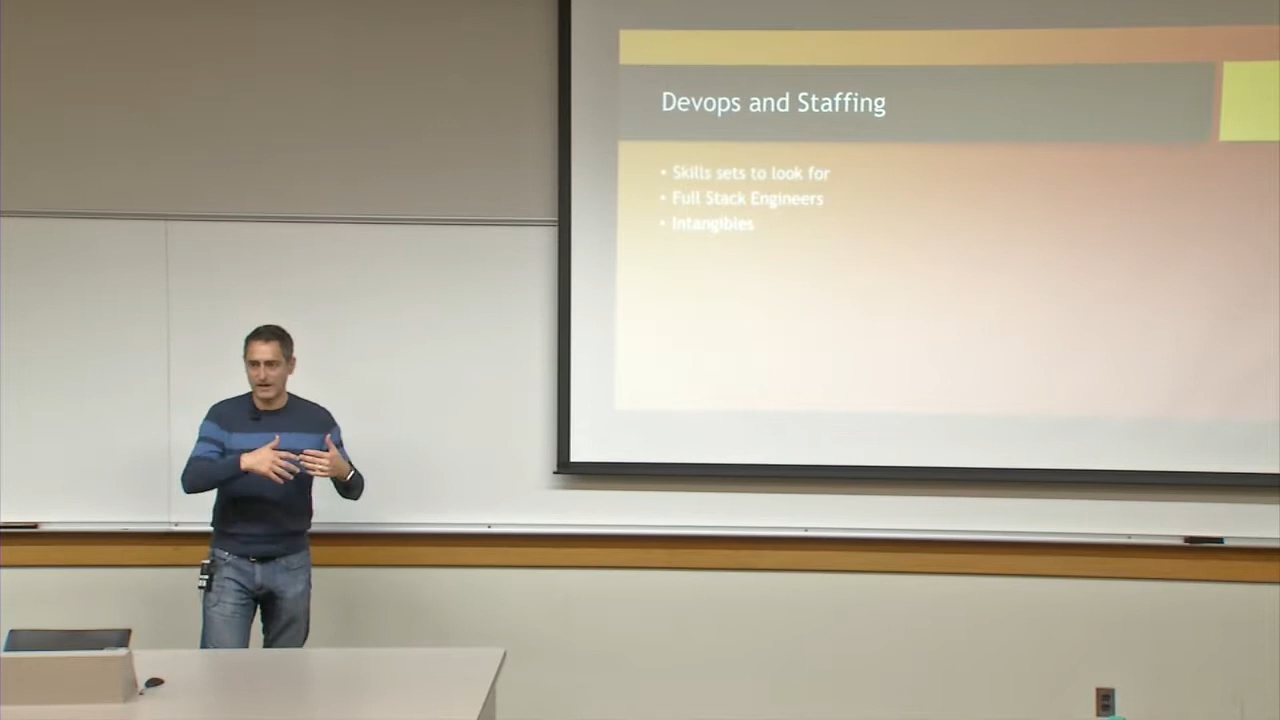 Devops and Staffing
• Skills sets to look for
• Full Stack Engineers
• Intangibles